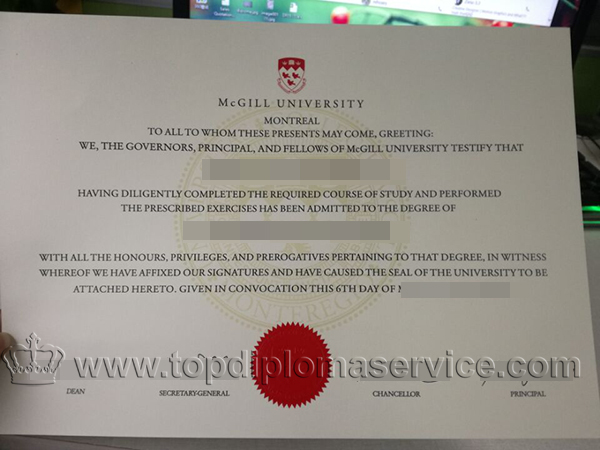 McGILL UNIVERSITY
MONTREAL
TO ALL TO WHOM THESE PRESENTS MAY COME, GREETING:
WE, THE GOVERNORS, PRINCIPAL, AND FELLOWS OF McGILL UNIVERSITY TESTIFY THAT
HAVING DILIGENTLY COMPLETED THE REQUIRED COURSE OF STUDY AND PERFORMED
THE PRESCRIBED EXERCISES HAS BEEN ADMITTED TO THE DEGREE OF
WITH ALL THE HONOURS, PRIVILEGES, AND PREROGATIVES PERTAINING TO THAT DEGREE, IN WITNESS
WHEREOF WE HAVE AFFIXED OUR SIGNATURES AND HAVE CAUSED THE SEAL OF THE UNIVERSITY TO BE
ATTACHED HERETO. GIVEN IN CONVOCATION THIS 6TH DAY OF
www.topdiplomaservice.com
DEAN SECRETARY-GENERAL CHANCELLOR PRINCIPAL